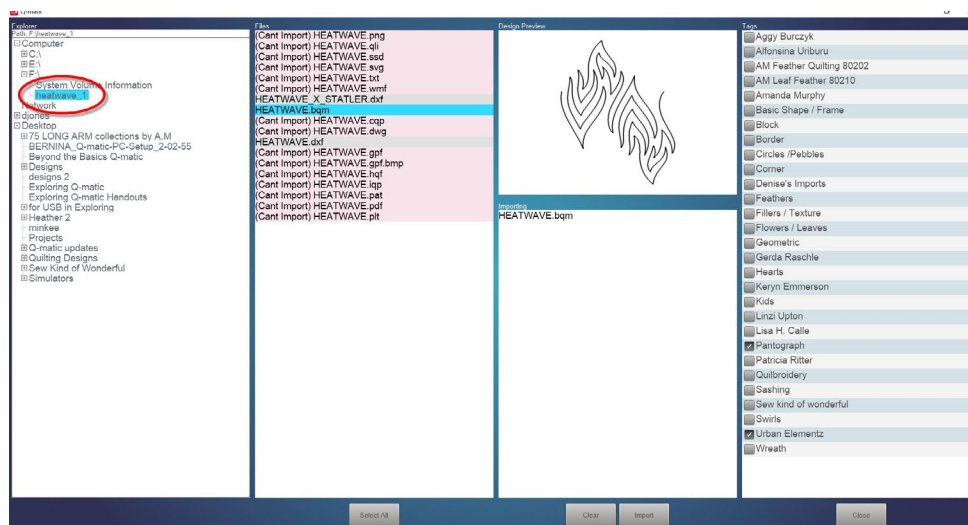 Q-matic
Explorer
Path: F:\heatwave_1
Computer
C:\
E:\
F:\
System Volume Information
heatwave_1
Network
djones
Desktop
75 LONG ARM collections by A.M
BERNINA_Q-matic-PC-Setup_2-02-55
Beyond the Basics Q-matic
Designs
designs 2
Exploring Q-matic
Exploring Q-matic Handouts
for USB in Exploring
Heather 2
minkee
Projects
Q-matic updates
Quilting Designs
Sew Kind of Wonderful
Simulators
Files
(Cant Import) HEATWAVE.png
(Cant Import) HEATWAVE.qli
(Cant Import) HEATWAVE.ssd
(Cant Import) HEATWAVE.svg
(Cant Import) HEATWAVE.txt
(Cant Import) HEATWAVE.wmf
HEATWAVE_X_STATLER.dxf
HEATWAVE.bqm
(Cant Import) HEATWAVE.cqp
(Cant Import) HEATWAVE.dwg
HEATWAVE.dxf
(Cant Import) HEATWAVE.gpf
(Cant Import) HEATWAVE.gpf.bmp
(Cant Import) HEATWAVE.hqf
(Cant Import) HEATWAVE.iqp
(Cant Import) HEATWAVE.pat
(Cant Import) HEATWAVE.pdf
(Cant Import) HEATWAVE.plt
Select All
Design Preview
Importing
HEATWAVE.bqm
Clear
Import
Tags
Aggy Burczyk
Alfonsina Uriburu
AM Feather Quilting 80202
AM Leaf Feather 80210
Amanda Murphy
Basic Shape / Frame
Block
Border
Circles /Pebbles
Corner
Denise's Imports
Feathers
Fillers / Texture
Flowers / Leaves
Geometric
Gerda Raschle
Hearts
Keryn Emmerson
Kids
Linzi Upton
Lisa H. Calle
Pantograph
Patricia Ritter
Quilbroidery
Sashing
Sew kind of wonderful
Swirls
Urban Elementz
Wreath
Close